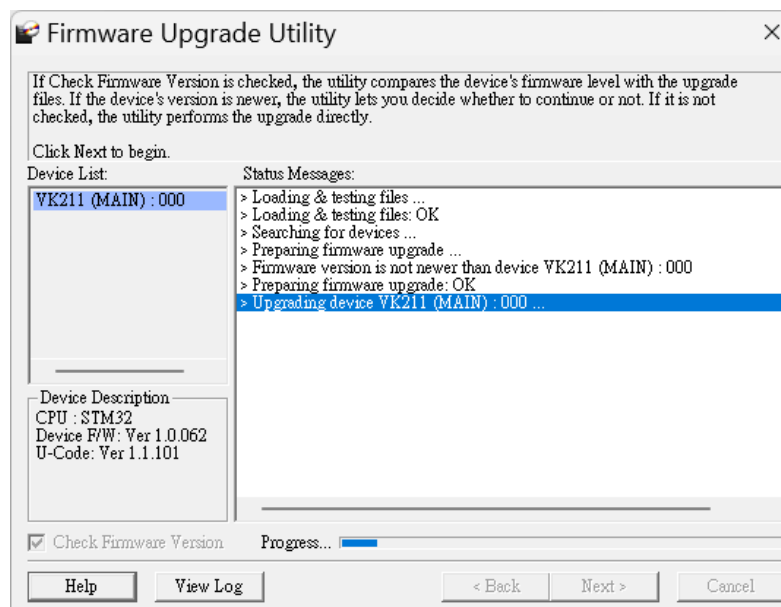 Firmware Upgrade Utility
If Check Firmware Version is checked, the utility compares the device's firmware level with the upgrade
files. If the device's version is newer, the utility lets you decide whether to continue or not. If it is not
checked, the utility performs the upgrade directly.
Click Next to begin.
Device List:
VK211 (MAIN) : 000
Status Messages:
> Loading & testing files ...
> Loading & testing files: OK
> Searching for devices ...
> Preparing firmware upgrade ...
> Firmware version is not newer than device VK211 (MAIN) : 000
> Preparing firmware upgrade: OK
> Upgrading device VK211 (MAIN) : 000 ...
Device Description
CPU : STM32
Device F/W: Ver 1.0.062
U-Code: Ver 1.1.101
Check Firmware Version
Progress...
Help
View Log
< Back
Next >
Cancel